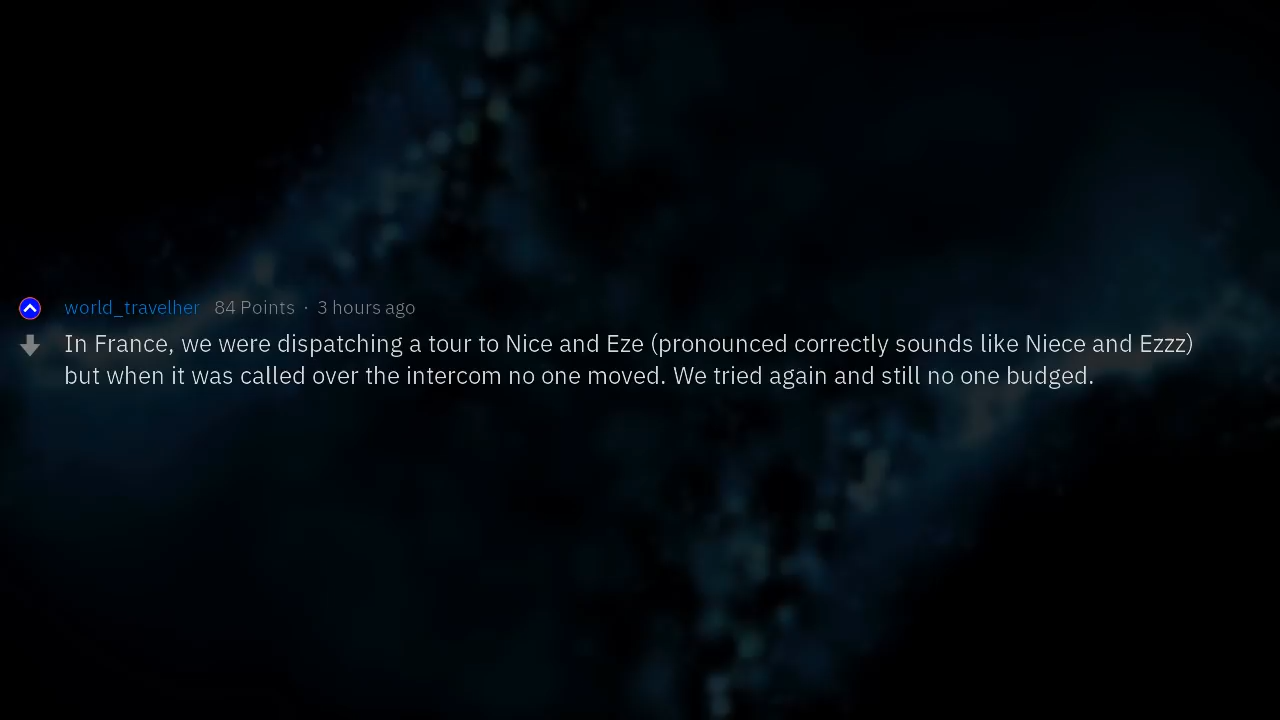 world_travelher 84 Points · 3 hours ago
In France, we were dispatching a tour to Nice and Eze (pronounced correctly sounds like Niece and Ezzz)
but when it was called over the intercom no one moved. We tried again and still no one budged.